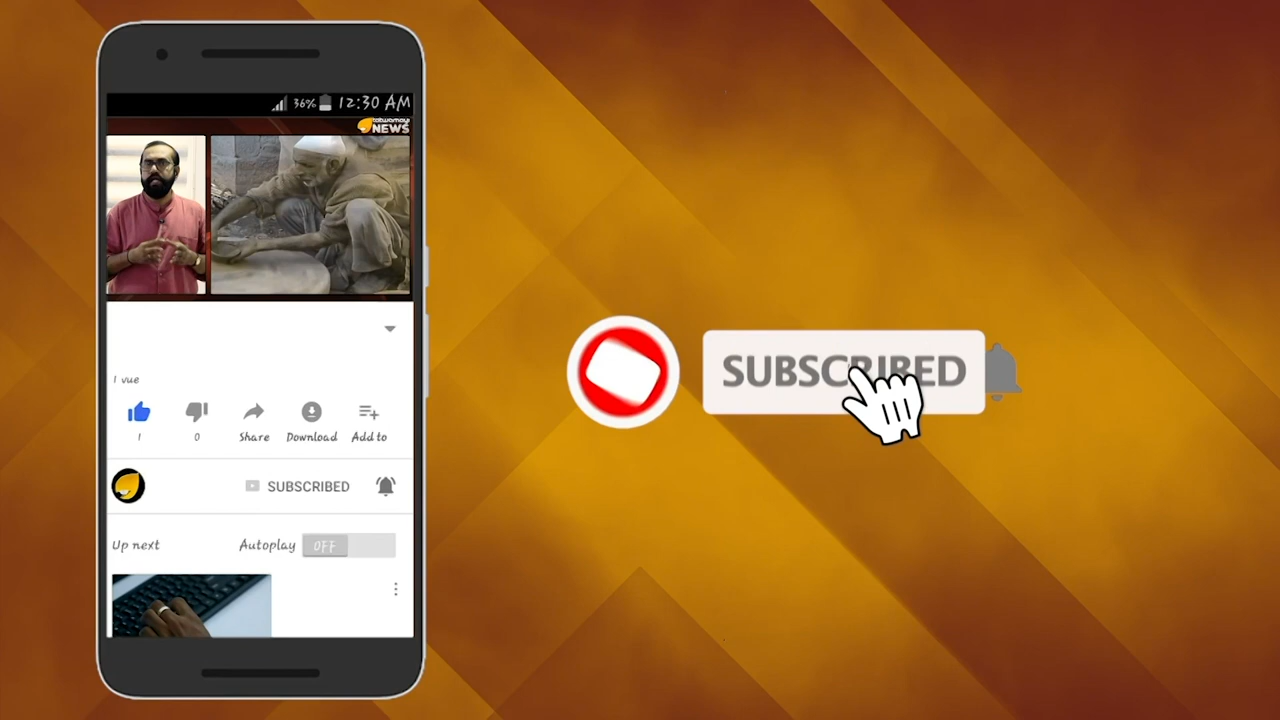 36% 12:30 AM
tatwamayi
NEWS
1 vue
1
0
Share
Download
Add to
SUBSCRIBED
Up next
Autoplay
OFF
SUBSCRIBED